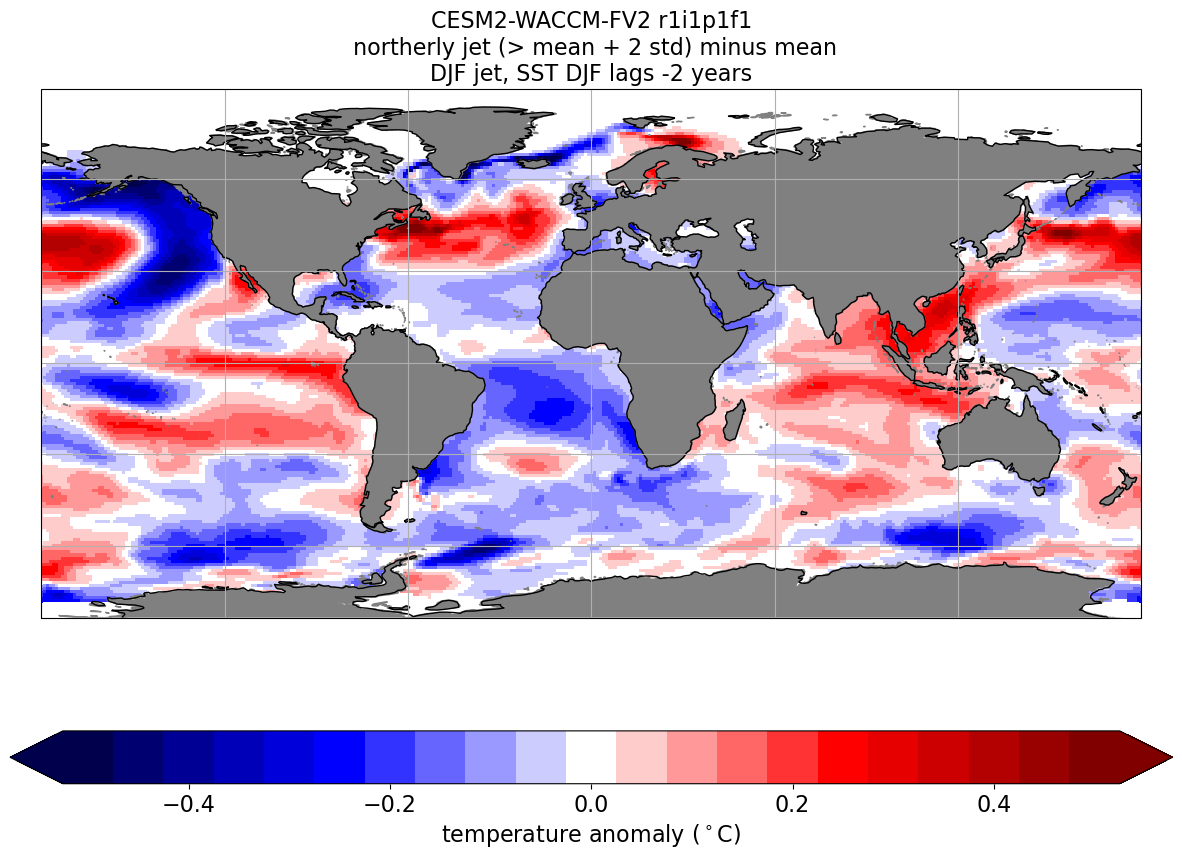 CESM2-WACCM-FV2 r1i1p1f1
northerly jet (> mean + 2 std) minus mean
DJF jet, SST DJF lags -2 years
−0.4 −0.2 0.0 0.2 0.4
temperature anomaly (°C)